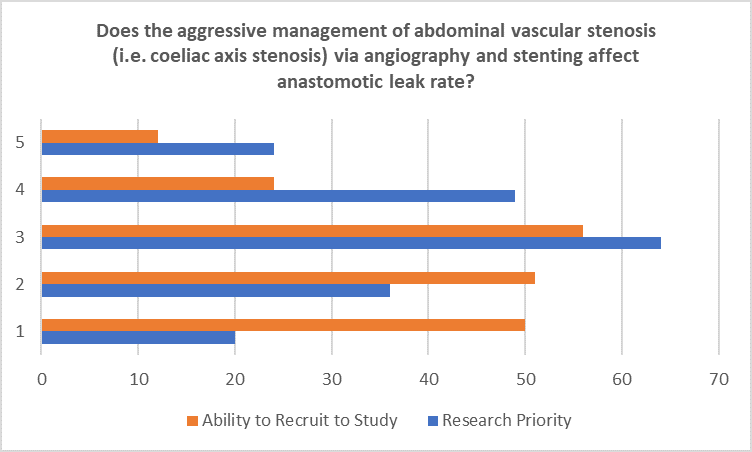 Does the aggressive management of abdominal vascular stenosis
(i.e. coeliac axis stenosis) via angiography and stenting affect
anastomotic leak rate?
5
4
3
2
1
0 10 20 30 40 50 60 70
Ability to Recruit to Study Research Priority